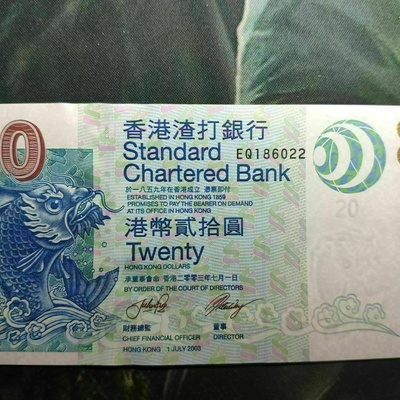 0
香港渣打銀行
Standard EQ186022
Chartered Bank
於一八五九年在香港成立 憑票即付
ESTABLISHED IN HONG KONG 1859
PROMISES TO PAY THE BEARER ON DEMAND
AT ITS OFFICE IN HONG KONG
港幣貳拾圓
Twenty
HONG KONG DOLLARS
承董事會命 香港二〇〇三年七月一日
BY ORDER OF THE COURT OF DIRECTORS
財務總監 董事
CHIEF FINANCIAL OFFICER DIRECTOR
HONG KONG 1 JULY 2003
20